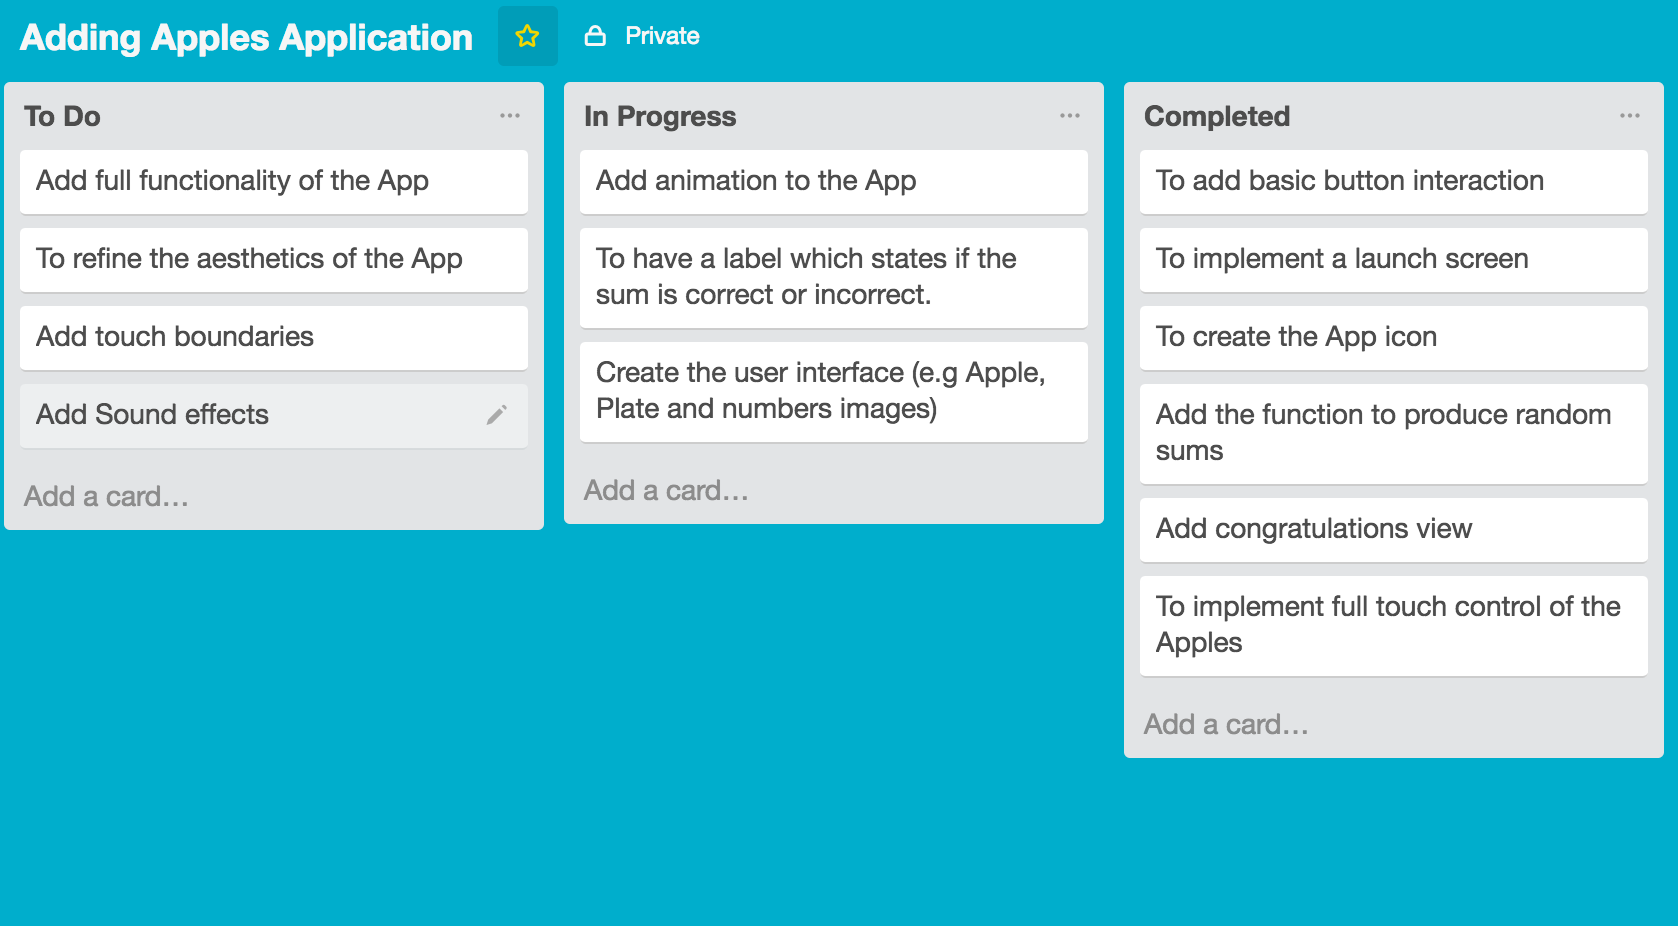 Adding Apples Application
Private
To Do
Add full functionality of the App
To refine the aesthetics of the App
Add touch boundaries
Add Sound effects
Add a card…
In Progress
Add animation to the App
To have a label which states if the
sum is correct or incorrect.
Create the user interface (e.g Apple,
Plate and numbers images)
Add a card…
Completed
To add basic button interaction
To implement a launch screen
To create the App icon
Add the function to produce random
sums
Add congratulations view
To implement full touch control of the
Apples
Add a card…